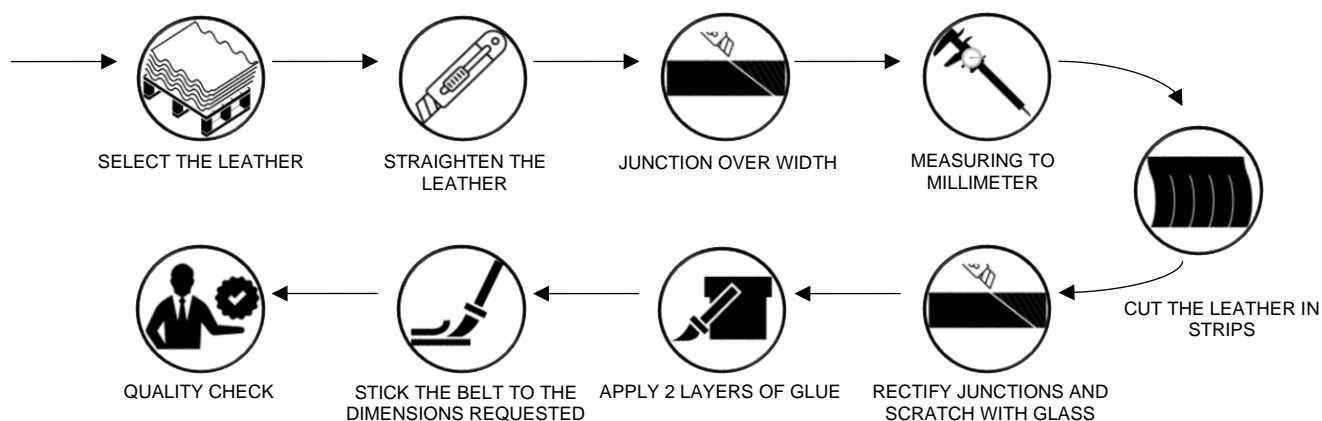 SELECT THE LEATHER
STRAIGHTEN THE
LEATHER
JUNCTION OVER WIDTH
MEASURING TO
MILLIMETER
CUT THE LEATHER IN
STRIPS
RECTIFY JUNCTIONS AND
SCRATCH WITH GLASS
APPLY 2 LAYERS OF GLUE
STICK THE BELT TO THE
DIMENSIONS REQUESTED
QUALITY CHECK